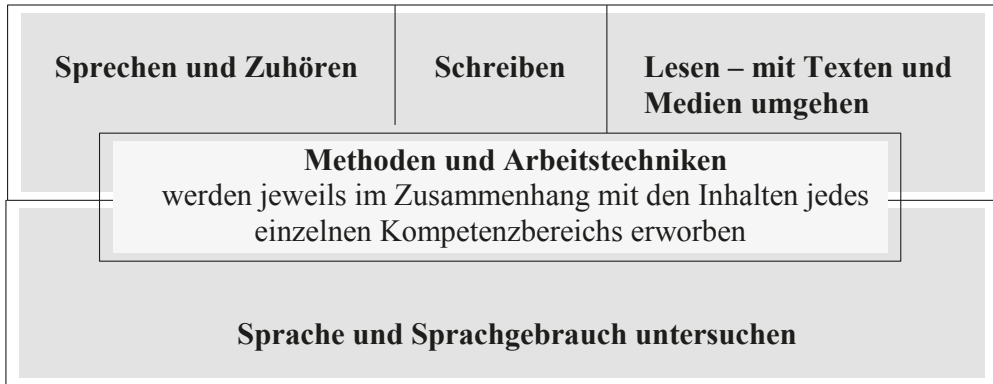 Sprechen und Zuhören
Schreiben
Lesen – mit Texten und
Medien umgehen
Methoden und Arbeitstechniken
werden jeweils im Zusammenhang mit den Inhalten jedes
einzelnen Kompetenzbereichs erworben
Sprache und Sprachgebrauch untersuchen